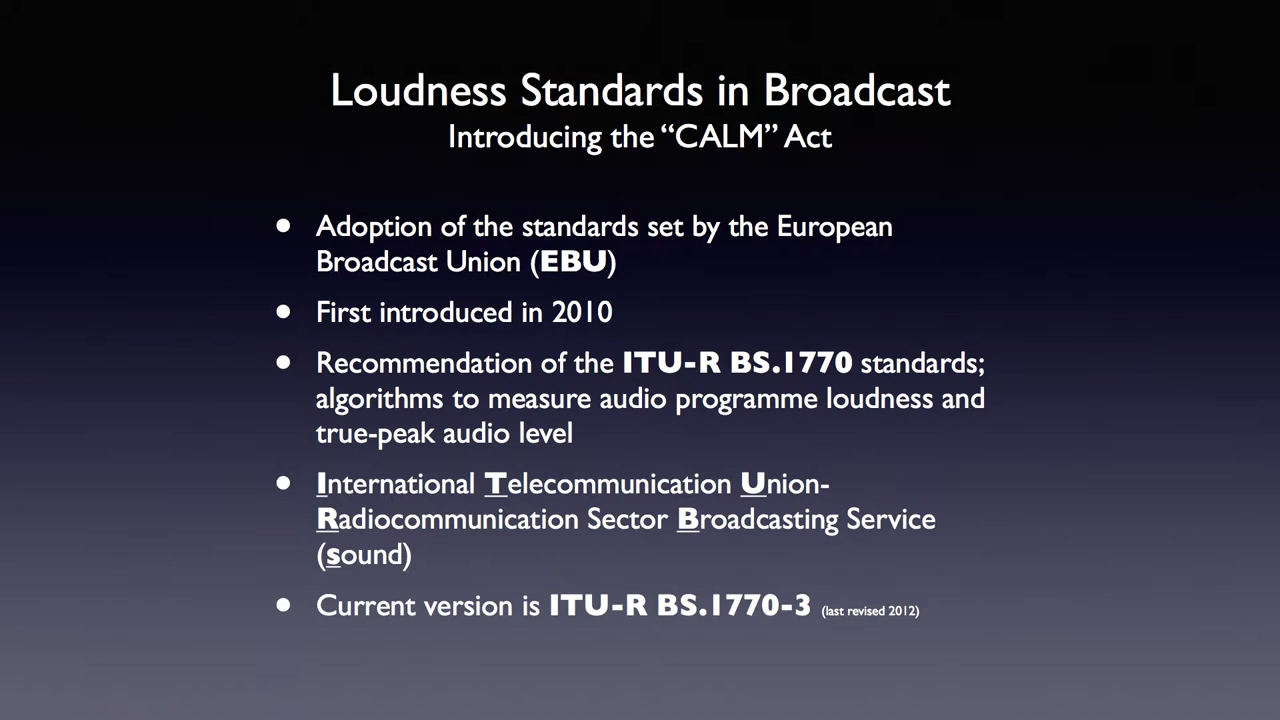 Loudness Standards in Broadcast
Introducing the “CALM” Act
• Adoption of the standards set by the European
Broadcast Union (EBU)
• First introduced in 2010
• Recommendation of the ITU-R BS.1770 standards;
algorithms to measure audio programme loudness and
true-peak audio level
• International Telecommunication Union-
Radiocommunication Sector Broadcasting Service
(sound)
• Current version is ITU-R BS.1770-3 (last revised 2012)